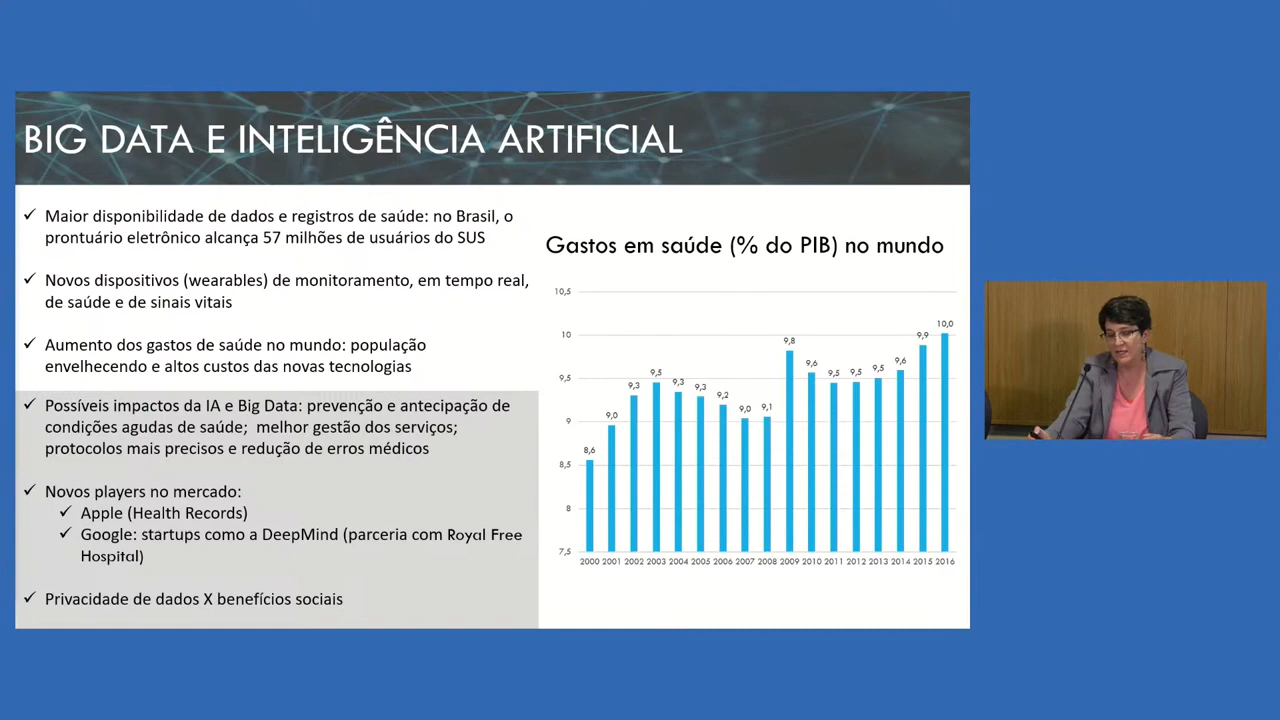 BIG DATA E INTELIGÊNCIA ARTIFICIAL
✓ Maior disponibilidade de dados e registros de saúde: no Brasil, o
prontuário eletrônico alcança 57 milhões de usuários do SUS
✓ Novos dispositivos (wearables) de monitoramento, em tempo real,
de saúde e de sinais vitais
✓ Aumento dos gastos de saúde no mundo: população
envelhecendo e altos custos das novas tecnologias
✓ Possíveis impactos da IA e Big Data: prevenção e antecipação de
condições agudas de saúde; melhor gestão dos serviços;
protocolos mais precisos e redução de erros médicos
✓ Novos players no mercado:
✓ Apple (Health Records)
✓ Google: startups como a DeepMind (parceria com Royal Free
Hospital)
✓ Privacidade de dados X benefícios sociais
Gastos em saúde (% do PIB) no mundo
10,5
10
9,5
9
8,5
8
7,5
8,6 9,0 9,3 9,5 9,3 9,3 9,2 9,0 9,1 9,8 9,6 9,5 9,5 9,5 9,6 9,9 10,0
2000 2001 2002 2003 2004 2005 2006 2007 2008 2009 2010 2011 2012 2013 2014 2015 2016